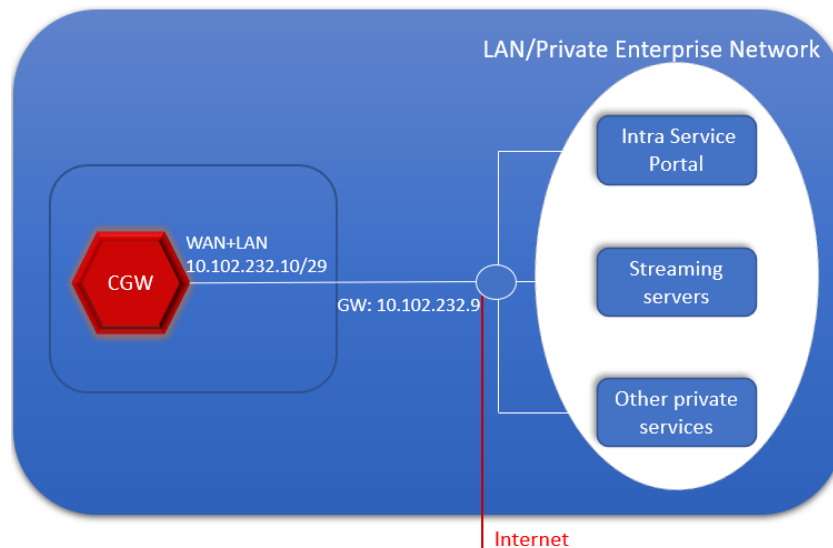 LAN/Private Enterprise Network
Intra Service
Portal
WAN+LAN
10.102.232.10/29
CGW
Streaming
servers
GW: 10.102.232.9
Other private
services
Internet